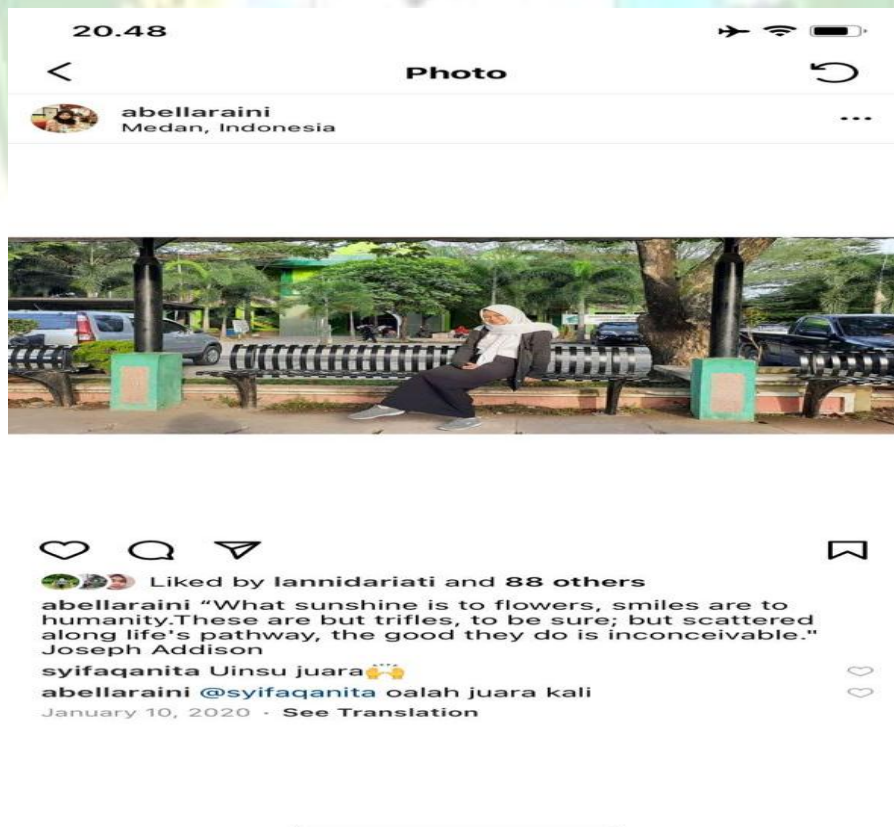 20.48
Photo
abellaraini
Medan, Indonesia
Liked by lannidariati and 88 others
abellaraini “What sunshine is to flowers, smiles are to
humanity.These are but trifles, to be sure; but scattered
along life's pathway, the good they do is inconceivable."
Joseph Addison
syifaqanita Uinsu juara🙌
abellaraini @syifaqanita oalah juara kali
January 10, 2020 · See Translation